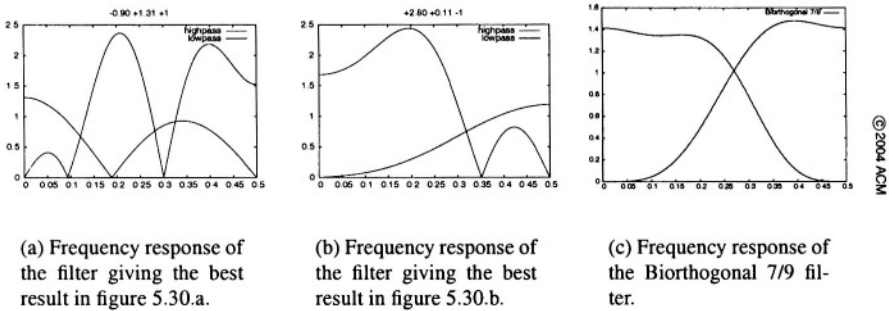 -0.90 +1.31 +1
highpass
lowpass
2.5
2
1.5
1
0.5
0
0 0.05 0.1 0.15 0.2 0.25 0.3 0.35 0.4 0.45 0.5
+2.80 +0.11 -1
highpass
lowpass
2.5
2
1.5
1
0.5
0
0 0.05 0.1 0.15 0.2 0.25 0.3 0.35 0.4 0.45 0.5
Biorthogonal 7/9
1.6
1.4
1.2
1
0.8
0.6
0.4
0.2
0
0 0.05 0.1 0.15 0.2 0.25 0.3 0.35 0.4 0.45 0.5
©2004 ACM
(a) Frequency response of
the filter giving the best
result in figure 5.30.a.
(b) Frequency response of
the filter giving the best
result in figure 5.30.b.
(c) Frequency response of
the Biorthogonal 7/9 fil-
ter.